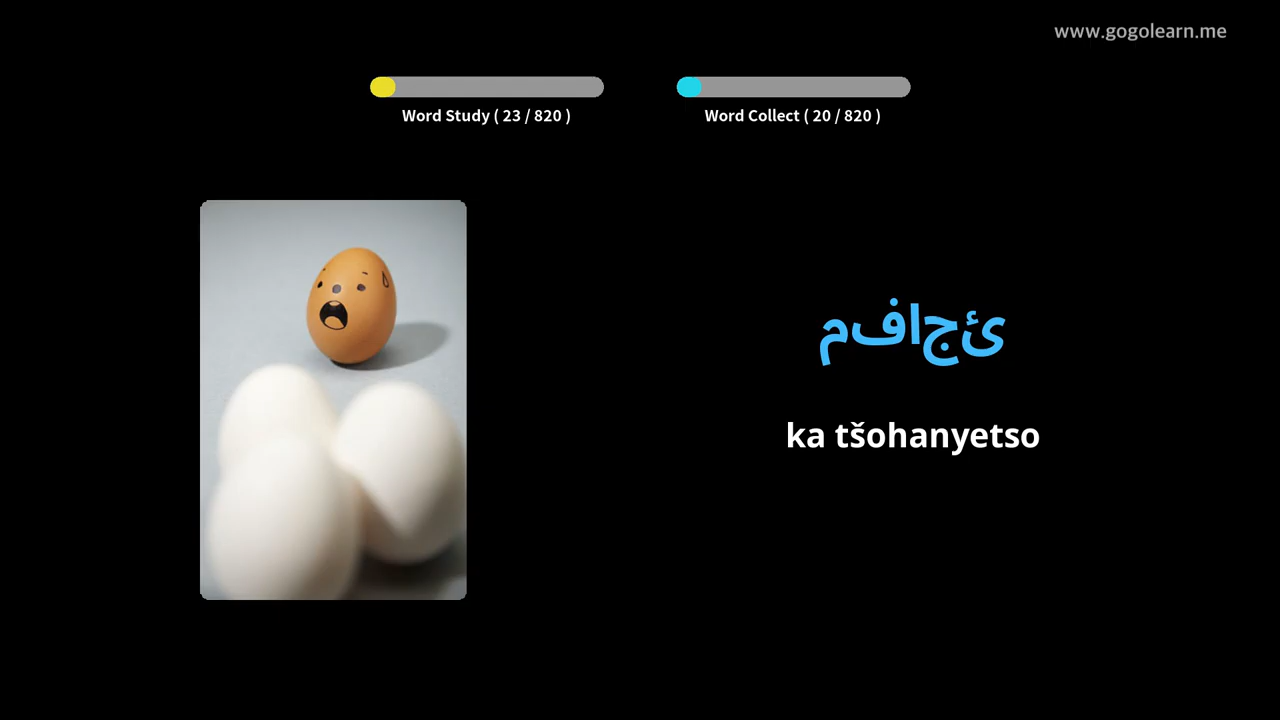 www.gogolearn.me
Word Study ( 23 / 820 )
Word Collect ( 20 / 820 )
مفاجئ
ka tšohanyetso